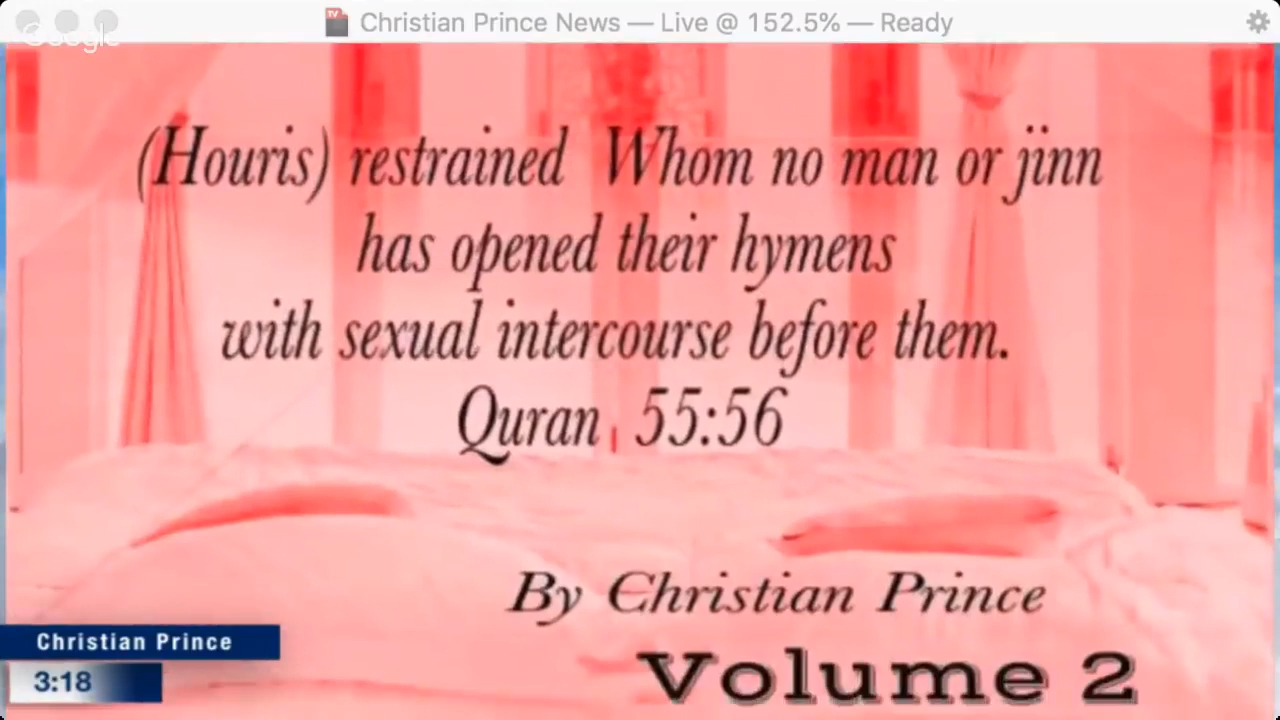 Christian Prince News — Live @ 152.5% — Ready
Google
(Houris) restrained Whom no man or jinn
has opened their hymens
with sexual intercourse before them.
Quran 55:56
By Christian Prince
Volume 2
Christian Prince
3:18